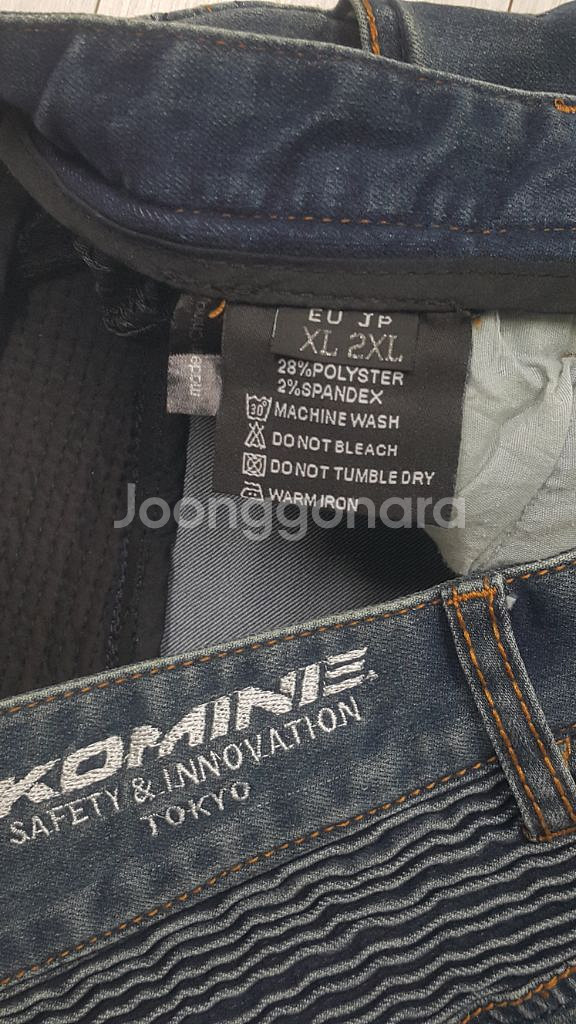 EU JP
XL 2XL
28%POLYSTER
2%SPANDEX
30°
MACHINE WASH
DO NOT BLEACH
DO NOT TUMBLE DRY
WARM IRON
made
Joonggonara
KOMINE
SAFETY & INNOVATION
TOKYO